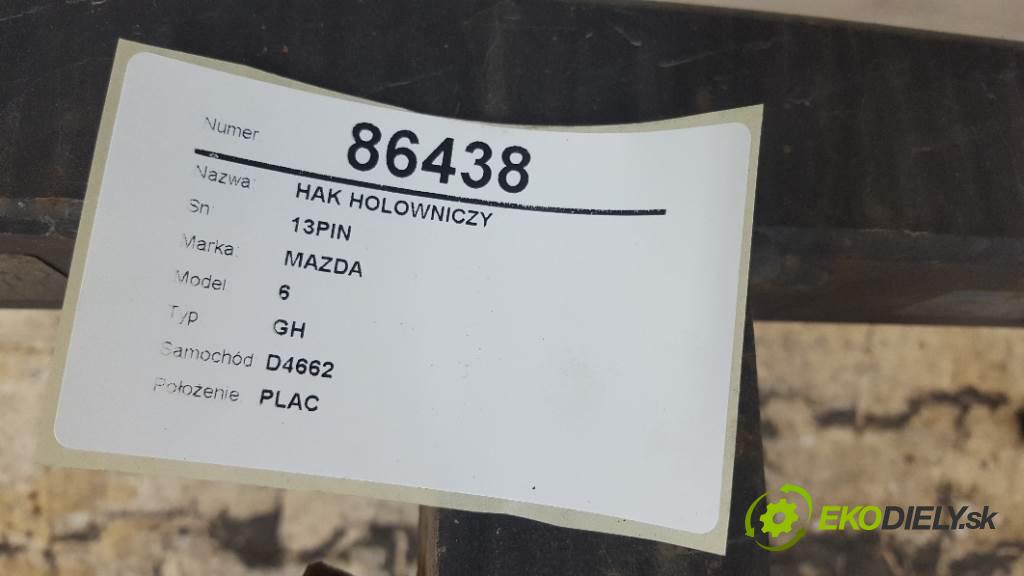 Numer 86438
Nazwa: HAK HOLOWNICZY
Sn: 13PIN
Marka: MAZDA
Model 6
Typ GH
Samochód D4662
Położenie PLAC
EKODIELY.sk